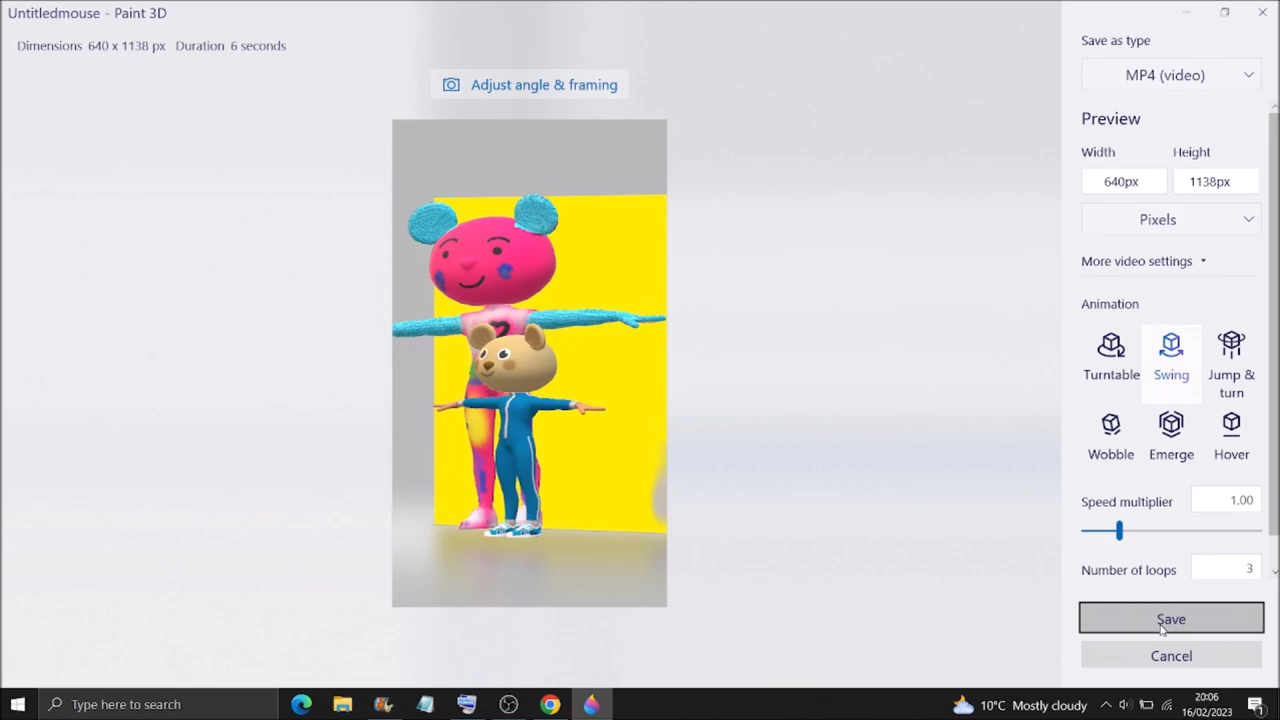 Untitledmouse - Paint 3D
Dimensions 640 x 1138 px Duration 6 seconds
Adjust angle & framing
Save as type
MP4 (video)
Preview
Width Height
640px 1138px
Pixels
More video settings
Animation
Turntable Swing Jump &
turn
Wobble Emerge Hover
Speed multiplier 1.00
Number of loops 3
Save
Cancel
Type here to search
10°C Mostly cloudy
20:06
16/02/2023
1